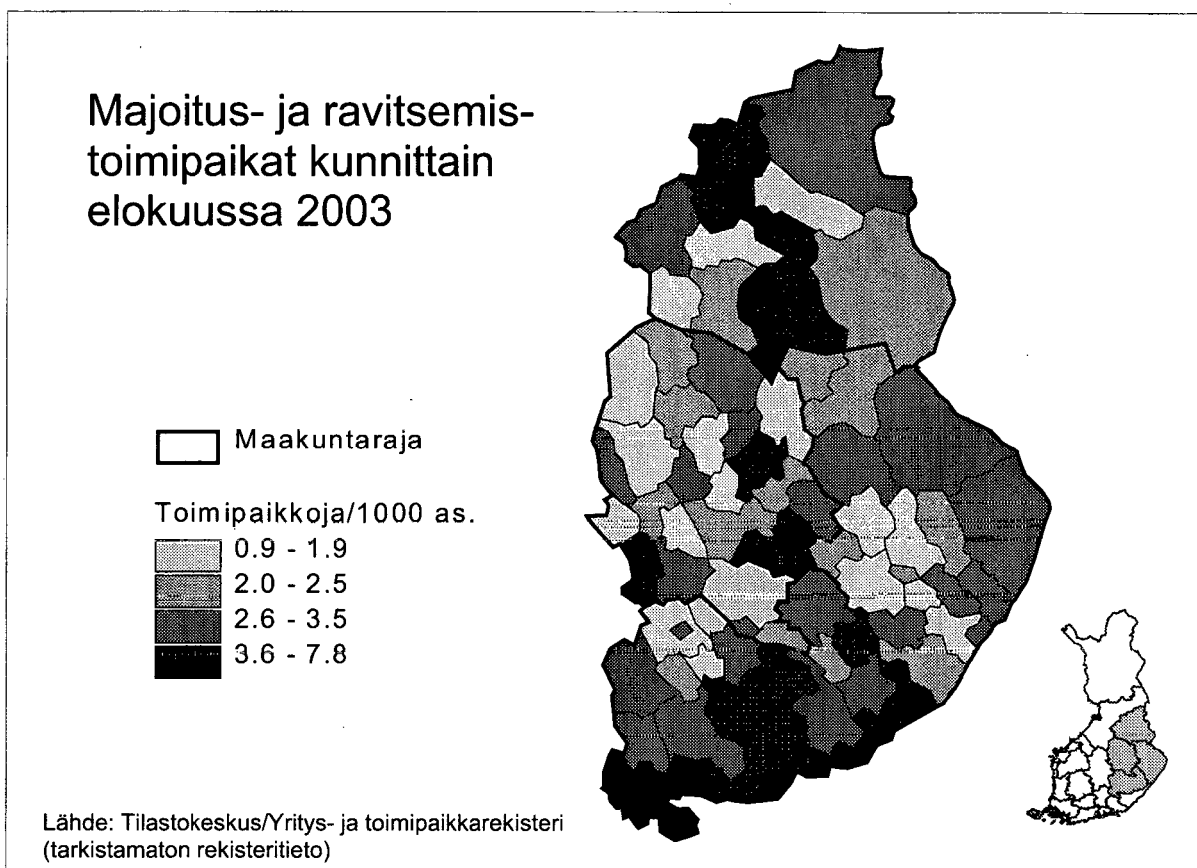 Majoitus- ja ravitsemis-
toimipaikat kunnittain
elokuussa 2003
Maakuntaraja
Toimipaikkoja/1000 as.
0.9 - 1.9
2.0 - 2.5
2.6 - 3.5
3.6 - 7.8
Lähde: Tilastokeskus/Yritys- ja toimipaikkarekisteri
(tarkistamaton rekisteritieto)